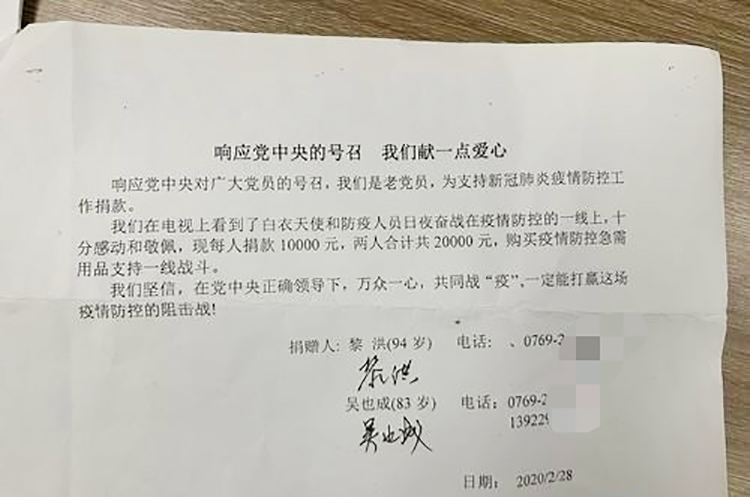 响应党中央的号召　我们献一点爱心
响应党中央对广大党员的号召，我们是老党员，为支持新冠肺炎疫情防控工
作捐款。
我们在电视上看到了白衣天使和防疫人员日夜奋战在疫情防控的一线上，十
分感动和敬佩，现每人捐款 10000 元，两人合计共 20000 元，购买疫情防控急需
用品支持一线战斗。
我们坚信，在党中央正确领导下，万众一心，共同战“疫”，一定能打赢这场
疫情防控的阻击战!
捐赠人: 黎 洪(94 岁) 电话: 、0769-2
黎洪
吴也成(83 岁) 电话: 0769-2
吴也成 13922
日期: 2020/2/28